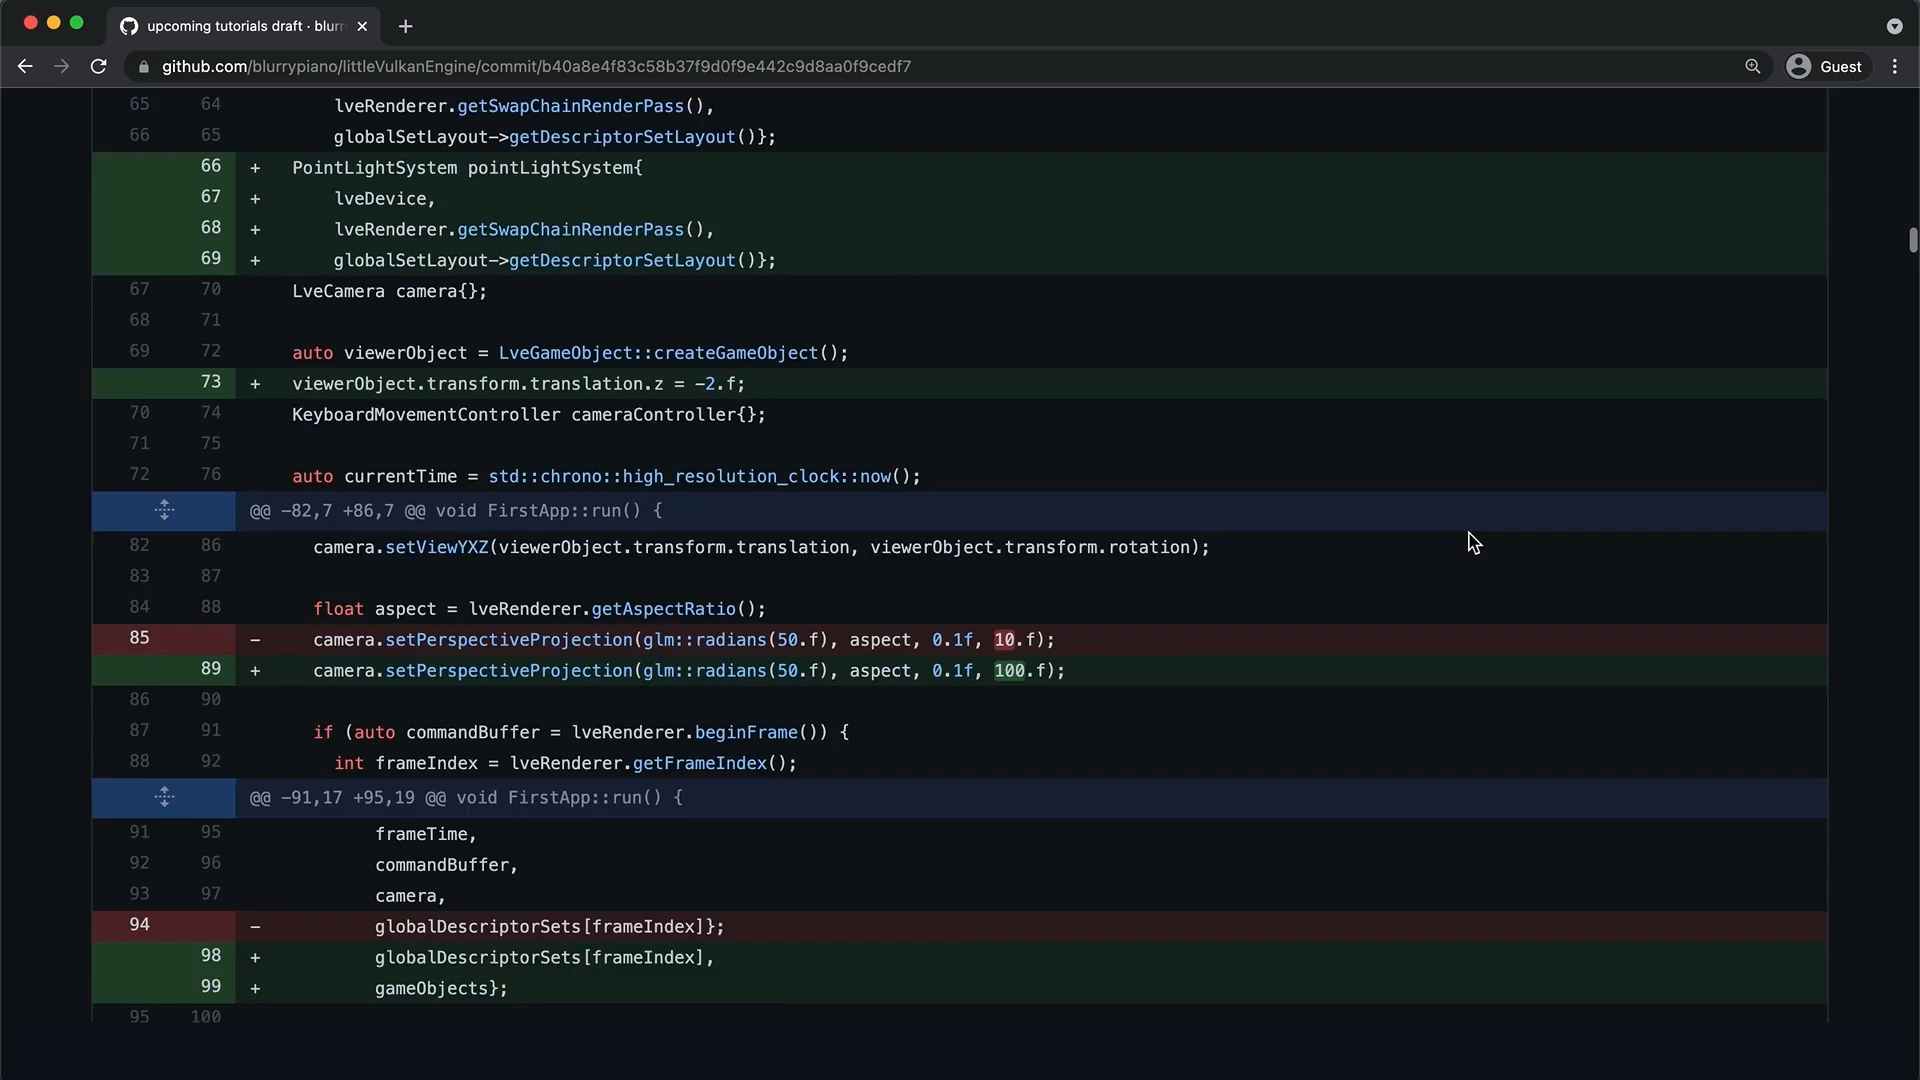 upcoming tutorials draft · blurr
github.com/blurrypiano/littleVulkanEngine/commit/b40a8e4f83c58b37f9d0f9e442c9d8aa0f9cedf7
Guest
65 64 lveRenderer.getSwapChainRenderPass(),
66 65 globalSetLayout->getDescriptorSetLayout()};
66 + PointLightSystem pointLightSystem{
67 + lveDevice,
68 + lveRenderer.getSwapChainRenderPass(),
69 + globalSetLayout->getDescriptorSetLayout()};
67 70 LveCamera camera{};
68 71
69 72 auto viewerObject = LveGameObject::createGameObject();
73 + viewerObject.transform.translation.z = -2.f;
70 74 KeyboardMovementController cameraController{};
71 75
72 76 auto currentTime = std::chrono::high_resolution_clock::now();
@@ -82,7 +86,7 @@ void FirstApp::run() {
82 86 camera.setViewYXZ(viewerObject.transform.translation, viewerObject.transform.rotation);
83 87
84 88 float aspect = lveRenderer.getAspectRatio();
85 - camera.setPerspectiveProjection(glm::radians(50.f), aspect, 0.1f, 10.f);
89 + camera.setPerspectiveProjection(glm::radians(50.f), aspect, 0.1f, 100.f);
86 90
87 91 if (auto commandBuffer = lveRenderer.beginFrame()) {
88 92 int frameIndex = lveRenderer.getFrameIndex();
@@ -91,17 +95,19 @@ void FirstApp::run() {
91 95 frameTime,
92 96 commandBuffer,
93 97 camera,
94 - globalDescriptorSets[frameIndex]};
98 + globalDescriptorSets[frameIndex],
99 + gameObjects};
95 100